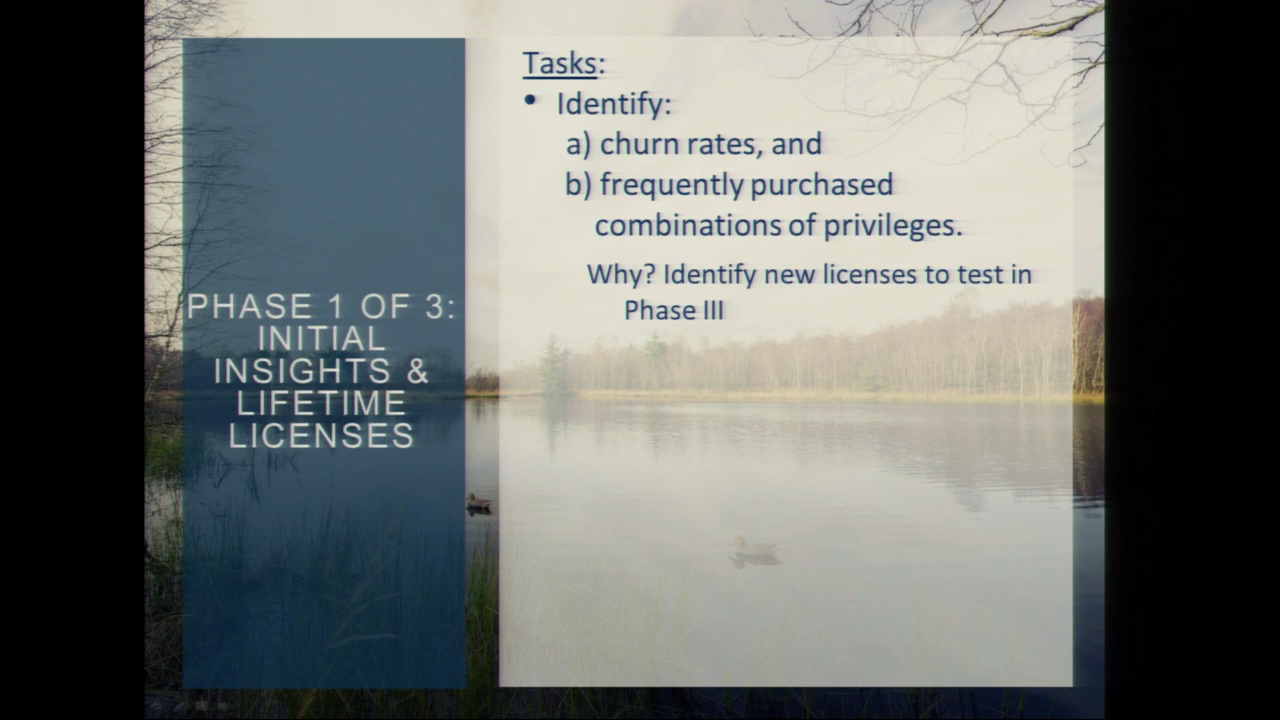 PHASE 1 OF 3:
INITIAL
INSIGHTS &
LIFETIME
LICENSES
Tasks:
• Identify:
a) churn rates, and
b) frequently purchased
combinations of privileges.
Why? Identify new licenses to test in
Phase III